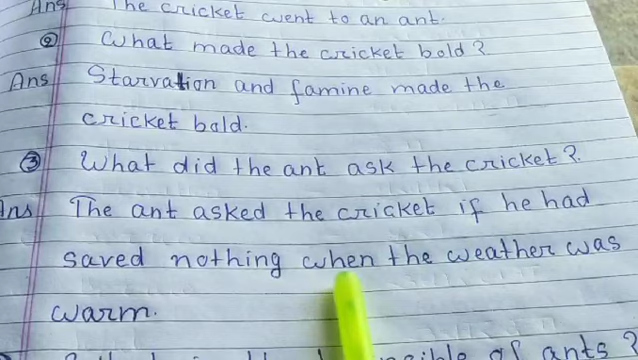 Ans The cricket went to an ant.
② What made the cricket bold?
Ans Starvation and famine made the
cricket bold.
③ What did the ant ask the cricket?
Ans The ant asked the cricket if he had
saved nothing when the weather was
warm.
of ants?